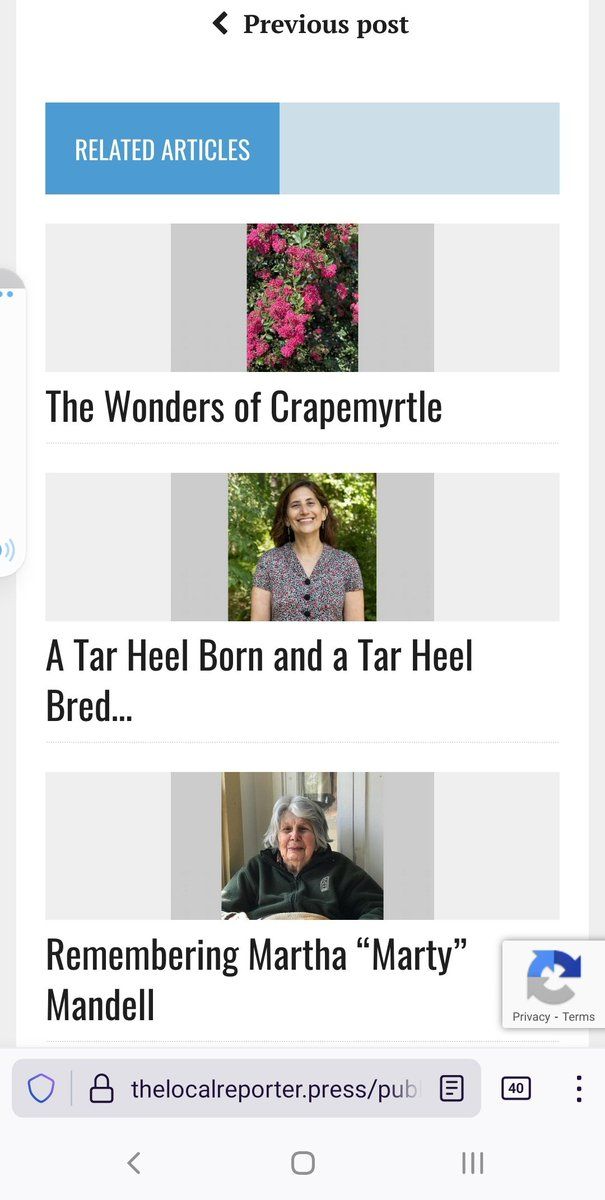 Previous post
RELATED ARTICLES
The Wonders of Crapemyrtle
A Tar Heel Born and a Tar Heel
Bred...
Remembering Martha “Marty”
Mandell
Privacy - Terms
thelocalreporter.press/pub
40